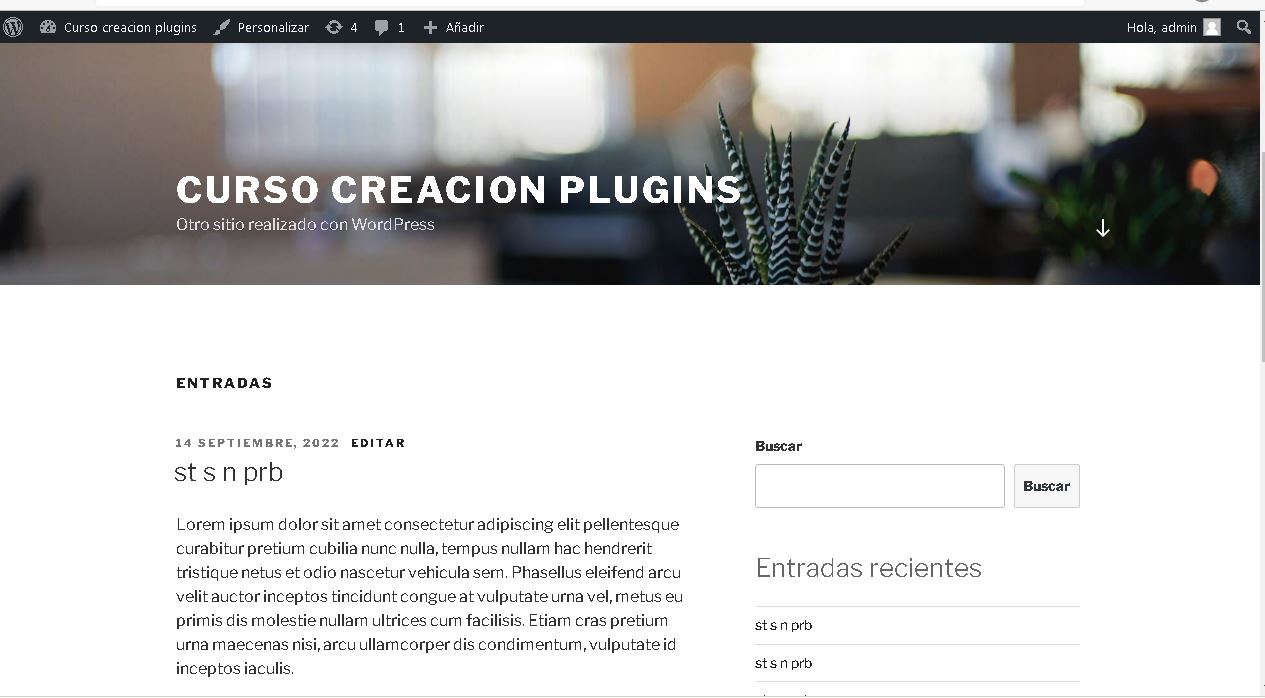 Curso creacion plugins Personalizar 4 1 Añadir Hola, admin
CURSO CREACION PLUGINS
Otro sitio realizado con WordPress
ENTRADAS
14 SEPTIEMBRE, 2022 EDITAR
st s n prb
Lorem ipsum dolor sit amet consectetur adipiscing elit pellentesque
curabitur pretium cubilia nunc nulla, tempus nullam hac hendrerit
tristique netus et odio nascetur vehicula sem. Phasellus eleifend arcu
velit auctor inceptos tincidunt congue at vulputate urna vel, metus eu
primis dis molestie nullam ultrices cum facilisis. Etiam cras pretium
urna maecenas nisi, arcu ullamcorper dis condimentum, vulputate id
inceptos iaculis.
Buscar
Buscar
Entradas recientes
st s n prb
st s n prb